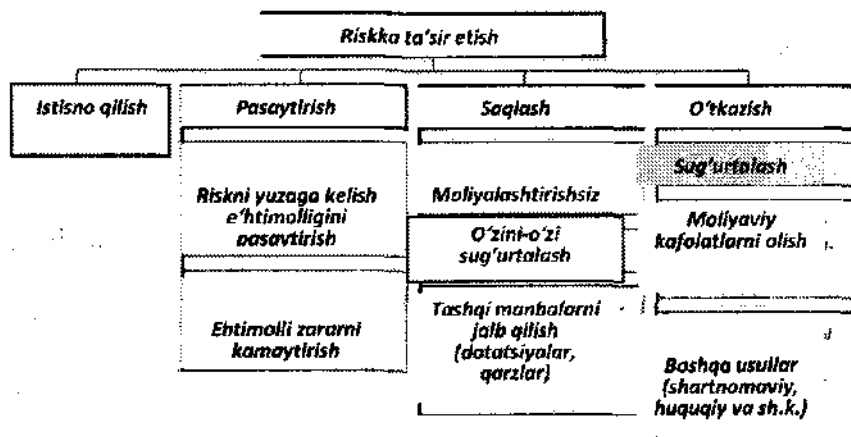 Riskka ta'sir etish
Istisno qilish
Pasaytirish
Saqlash
O'tkazish
Riskni yuzaga kelish
e'htimolligini
pasaytirish
Ehtimolli zararni
kamaytirish
Moliyalashtirishsiz
O'zini-o'zi
sug'urtalash
Tashqi manbalarni
jalb qilish
(dotatsiyalar,
qarzlar)
Sug'urtalash
Moliyaviy
kafolatlarni olish
Boshqa usullar
(shartnomaviy,
huquqiy va sh.k.)